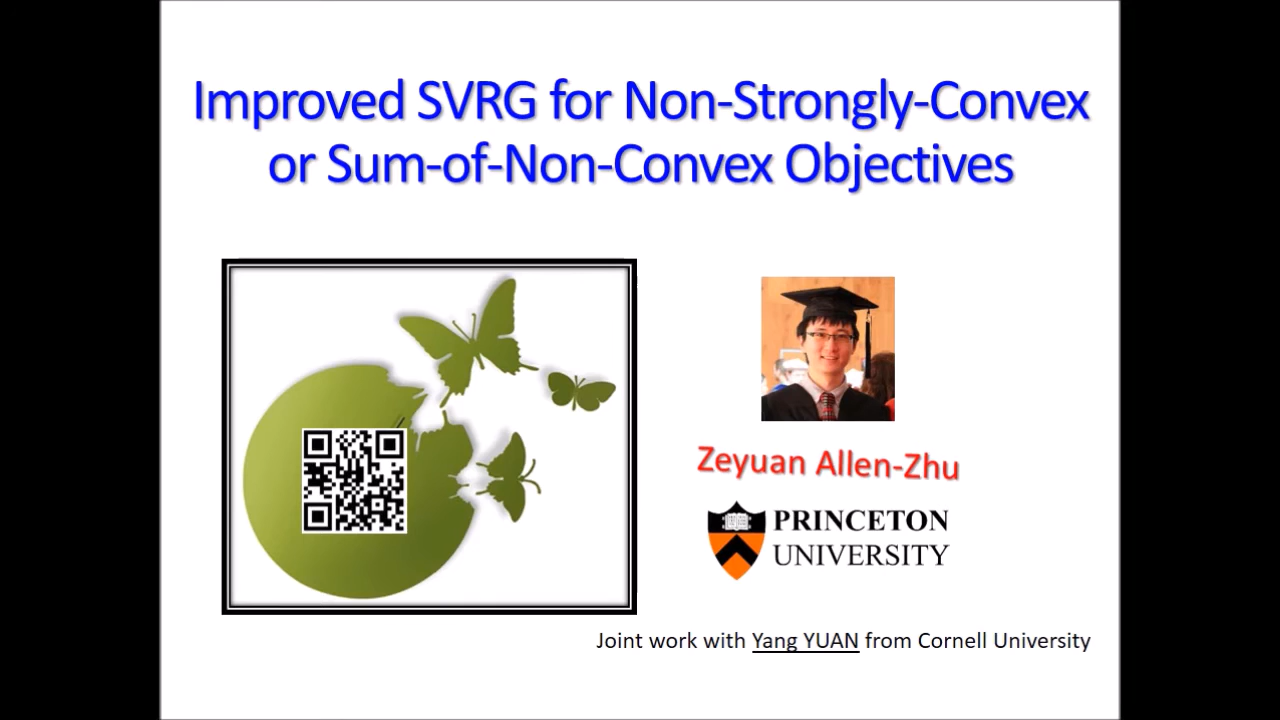 Improved SVRG for Non-Strongly-Convex
or Sum-of-Non-Convex Objectives
Zeyuan Allen-Zhu
PRINCETON
UNIVERSITY
Joint work with Yang YUAN from Cornell University